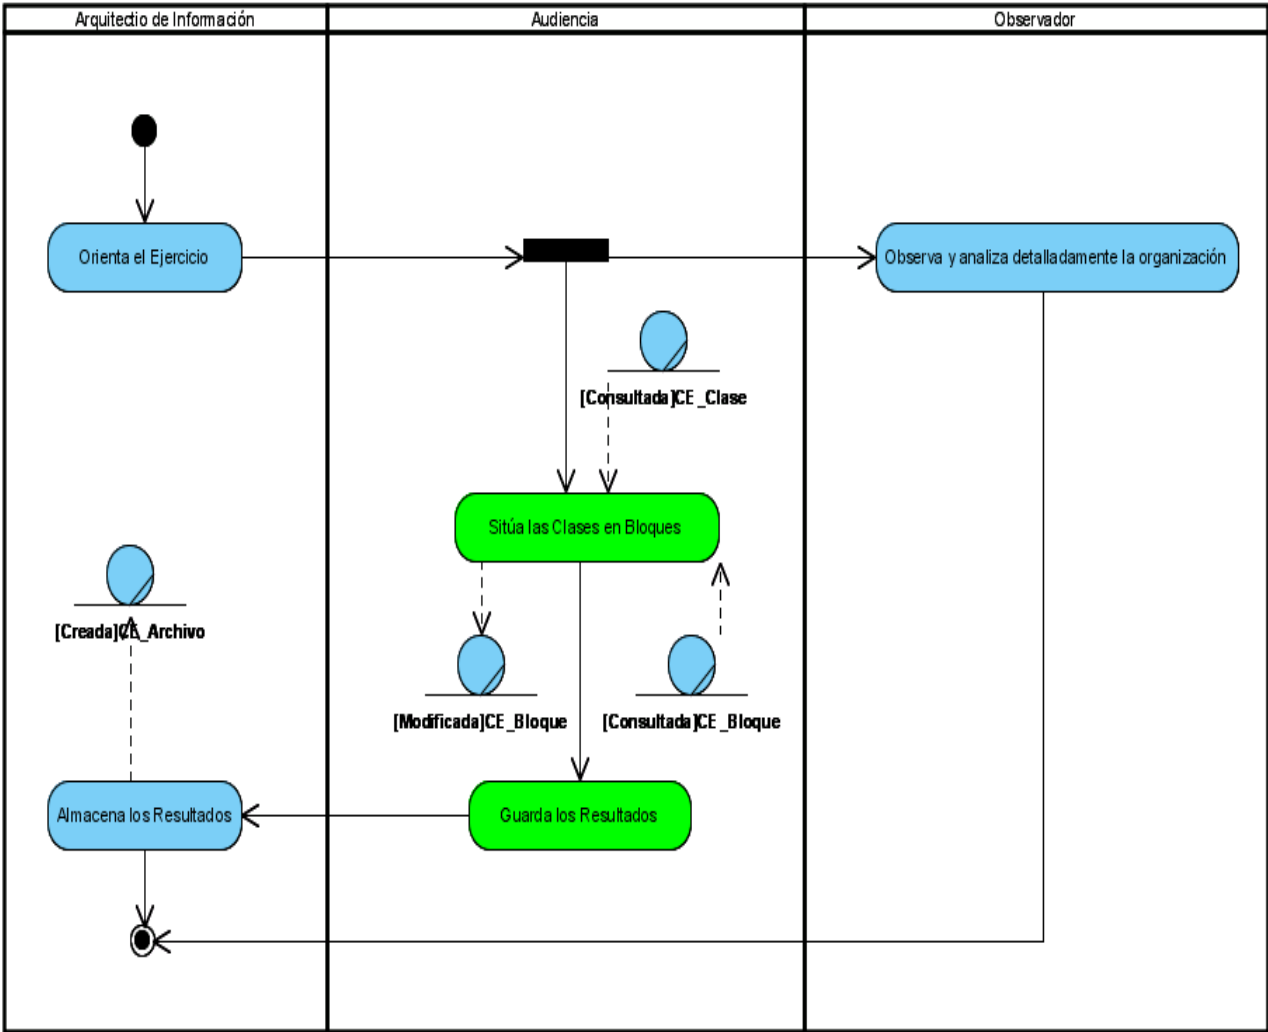 Arquitectio de Información
Audiencia
Observador
Orienta el Ejercicio
Observa y analiza detalladamente la organización
[Consultada]CE_Clase
Sitúa las Clases en Bloques
[Creada]CE_Archivo
[Modificada]CE_Bloque
[Consultada]CE_Bloque
Almacena los Resultados
Guarda los Resultados